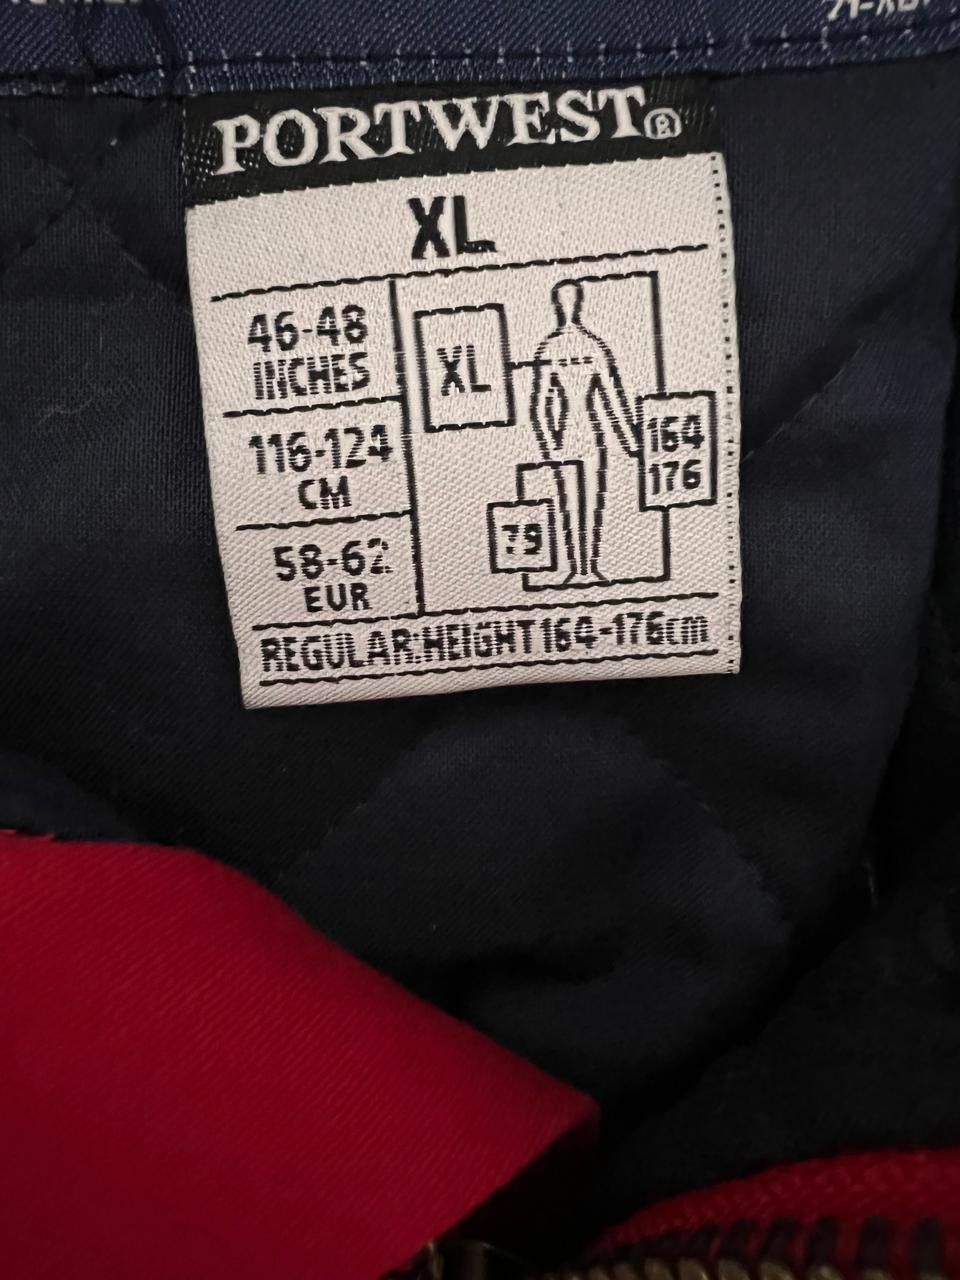 PORTWEST®
XL
46-48
INCHES
116-124
CM
58-62
EUR
XL
164
176
79
REGULAR:HEIGHT 164-176cm